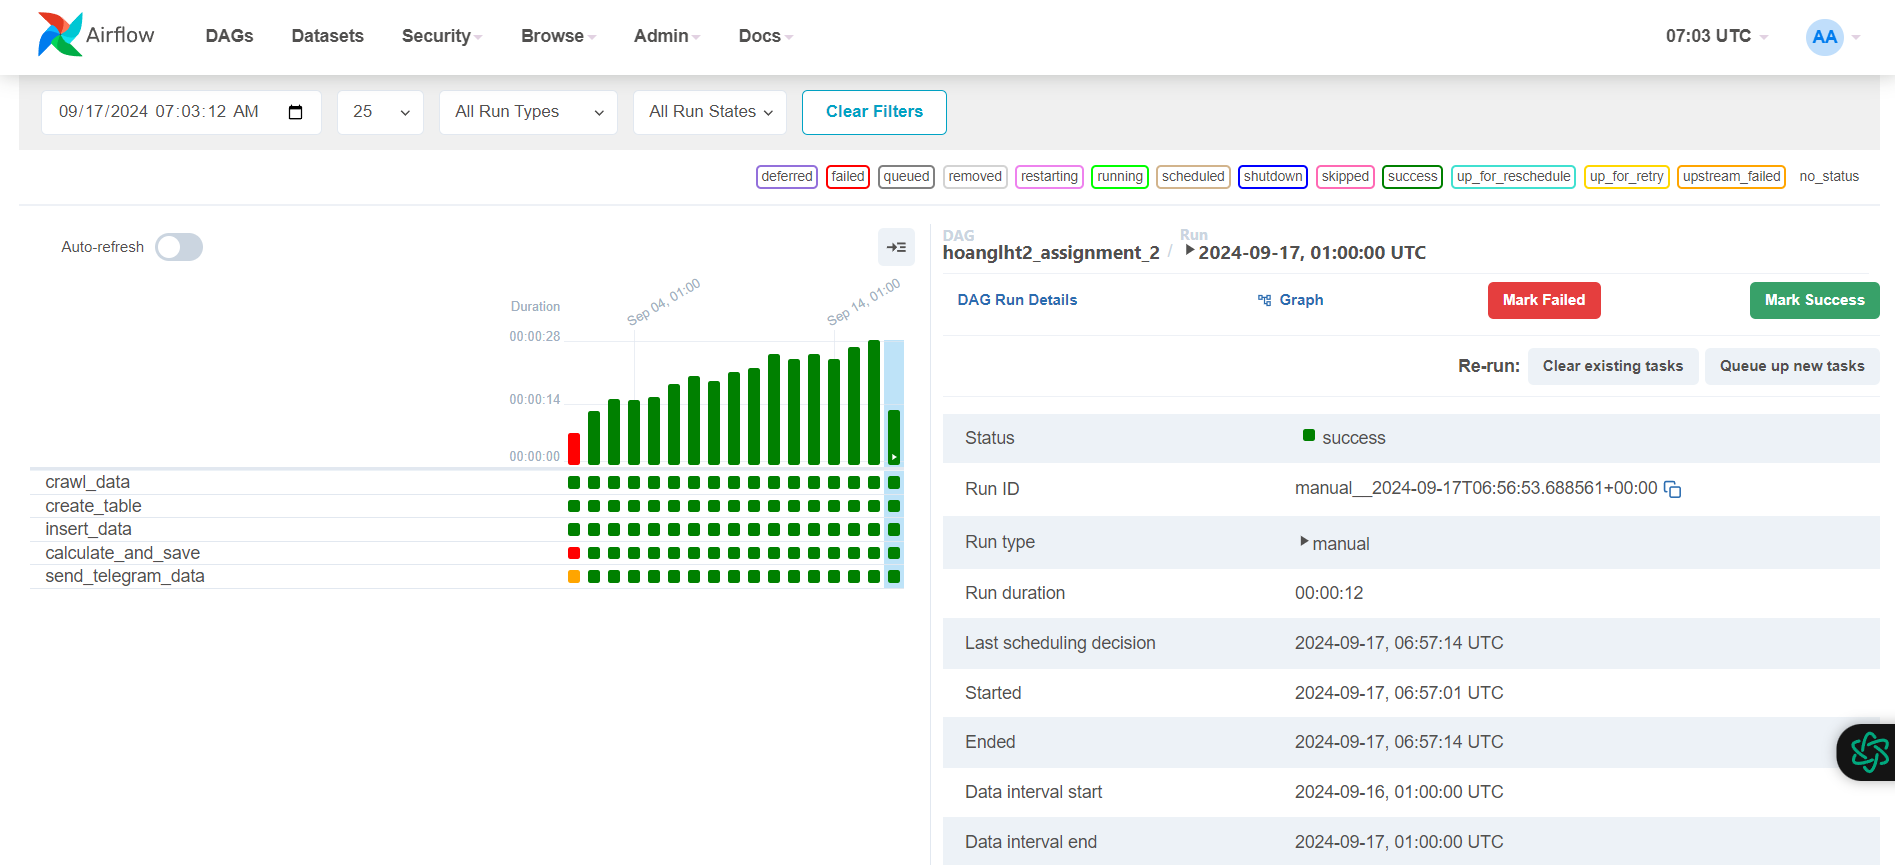 Airflow DAGs Datasets Security Browse Admin Docs 07:03 UTC AA
09/17/2024 07:03:12 AM 25 All Run Types All Run States Clear Filters
deferred failed queued removed restarting running scheduled shutdown skipped success up_for_reschedule up_for_retry upstream_failed no_status
Auto-refresh
Duration
Sep 04, 01:00
Sep 14, 01:00
00:00:28
00:00:14
00:00:00
crawl_data
create_table
insert_data
calculate_and_save
send_telegram_data
DAG
hoanglht2_assignment_2 /
Run
2024-09-17, 01:00:00 UTC
DAG Run Details Graph Mark Failed Mark Success
Re-run: Clear existing tasks Queue up new tasks
Status success
Run ID manual__2024-09-17T06:56:53.688561+00:00
Run type manual
Run duration 00:00:12
Last scheduling decision 2024-09-17, 06:57:14 UTC
Started 2024-09-17, 06:57:01 UTC
Ended 2024-09-17, 06:57:14 UTC
Data interval start 2024-09-16, 01:00:00 UTC
Data interval end 2024-09-17, 01:00:00 UTC